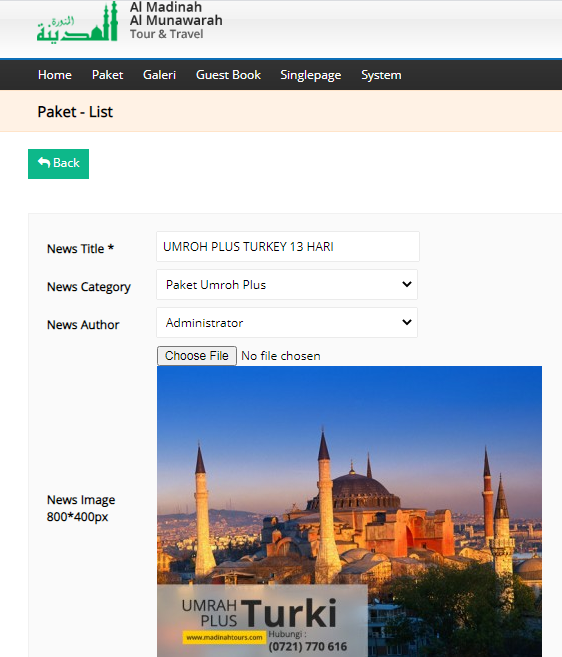 المدينة
النورة
Al Madinah
Al Munawarah
Tour & Travel
Home Paket Galeri Guest Book Singlepage System
Paket - List
Back
News Title * UMROH PLUS TURKEY 13 HARI
News Category Paket Umroh Plus
News Author Administrator
Choose File No file chosen
News Image
800*400px
UMRAH
PLUS Turki
www.madinahtours.com Hubungi :
(0721) 770 616